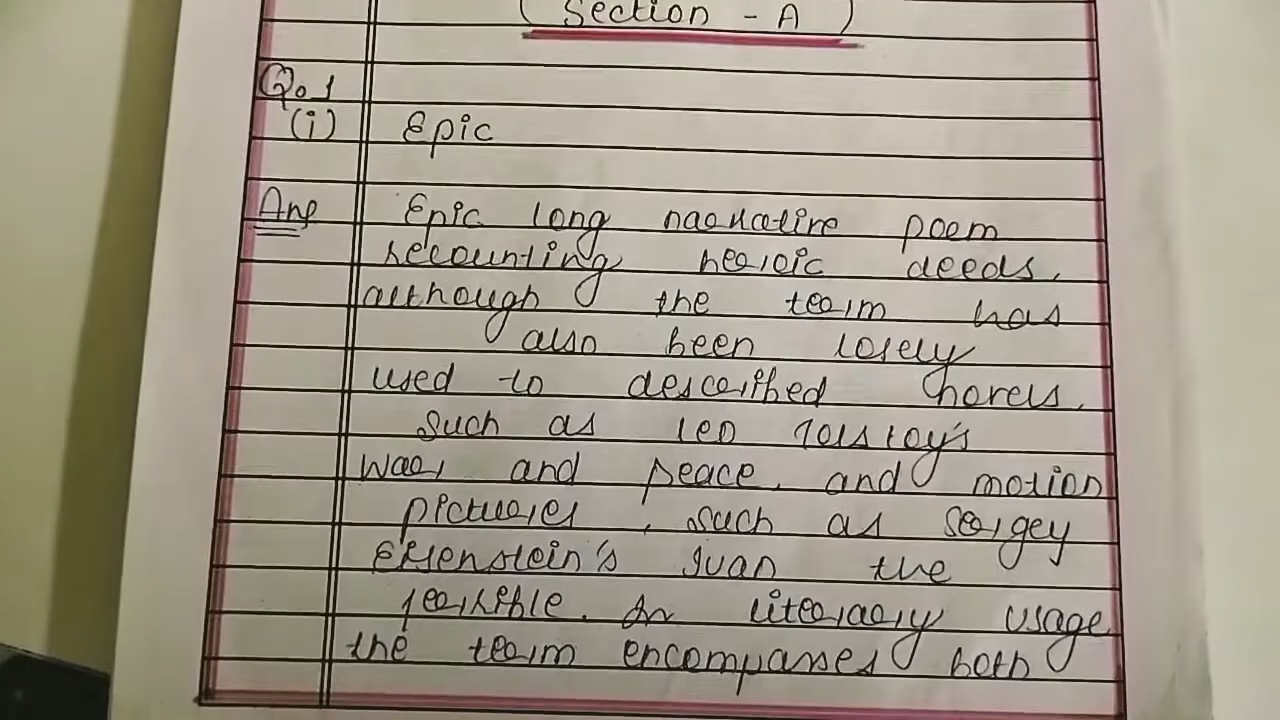 ( Section - A )
Qo1
(i) Epic
Ans Epic long narrative poem
recounting heroic deeds,
although the term has
also been losely
used to described novels,
such as Leo Tolstoy's
War and peace, and motion
pictures, such as Sergey
Eisenstein's Ivan the
Terrible. In literary usage
the term encompasses both